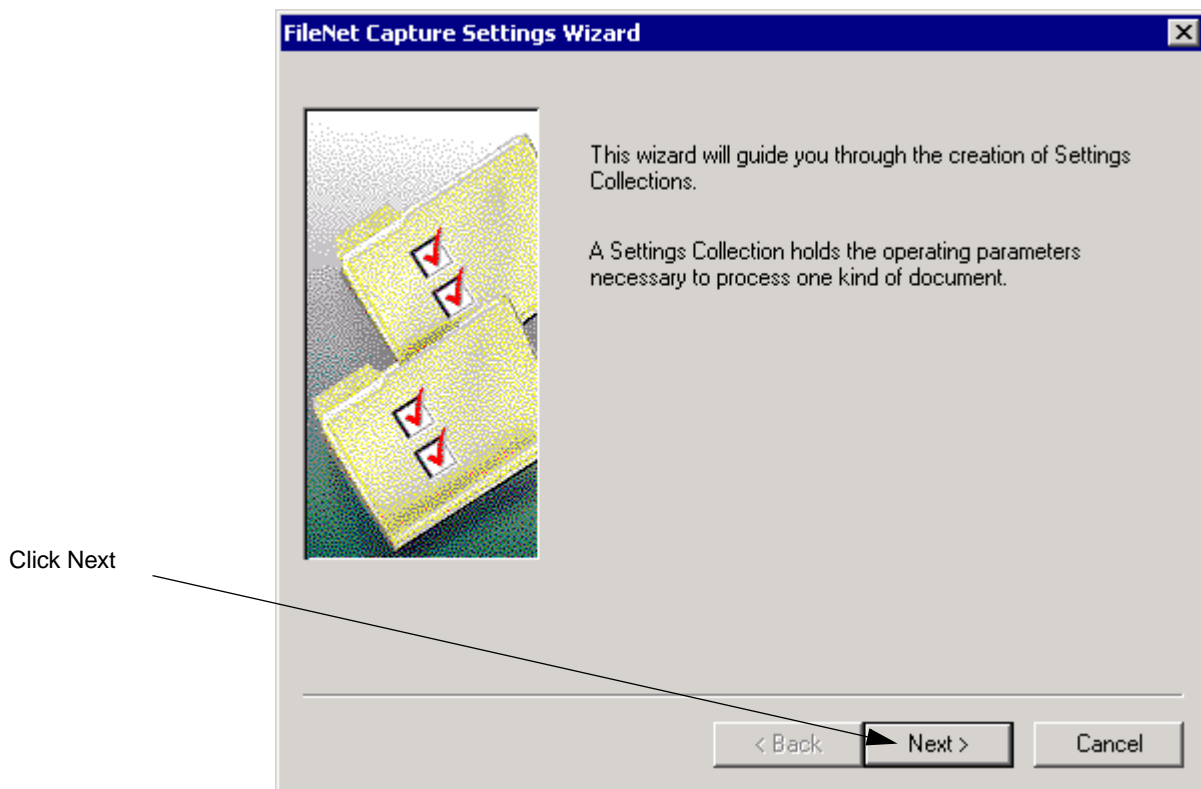 FileNet Capture Settings Wizard
This wizard will guide you through the creation of Settings
Collections.
A Settings Collection holds the operating parameters
necessary to process one kind of document.
Click Next
< Back
Next >
Cancel